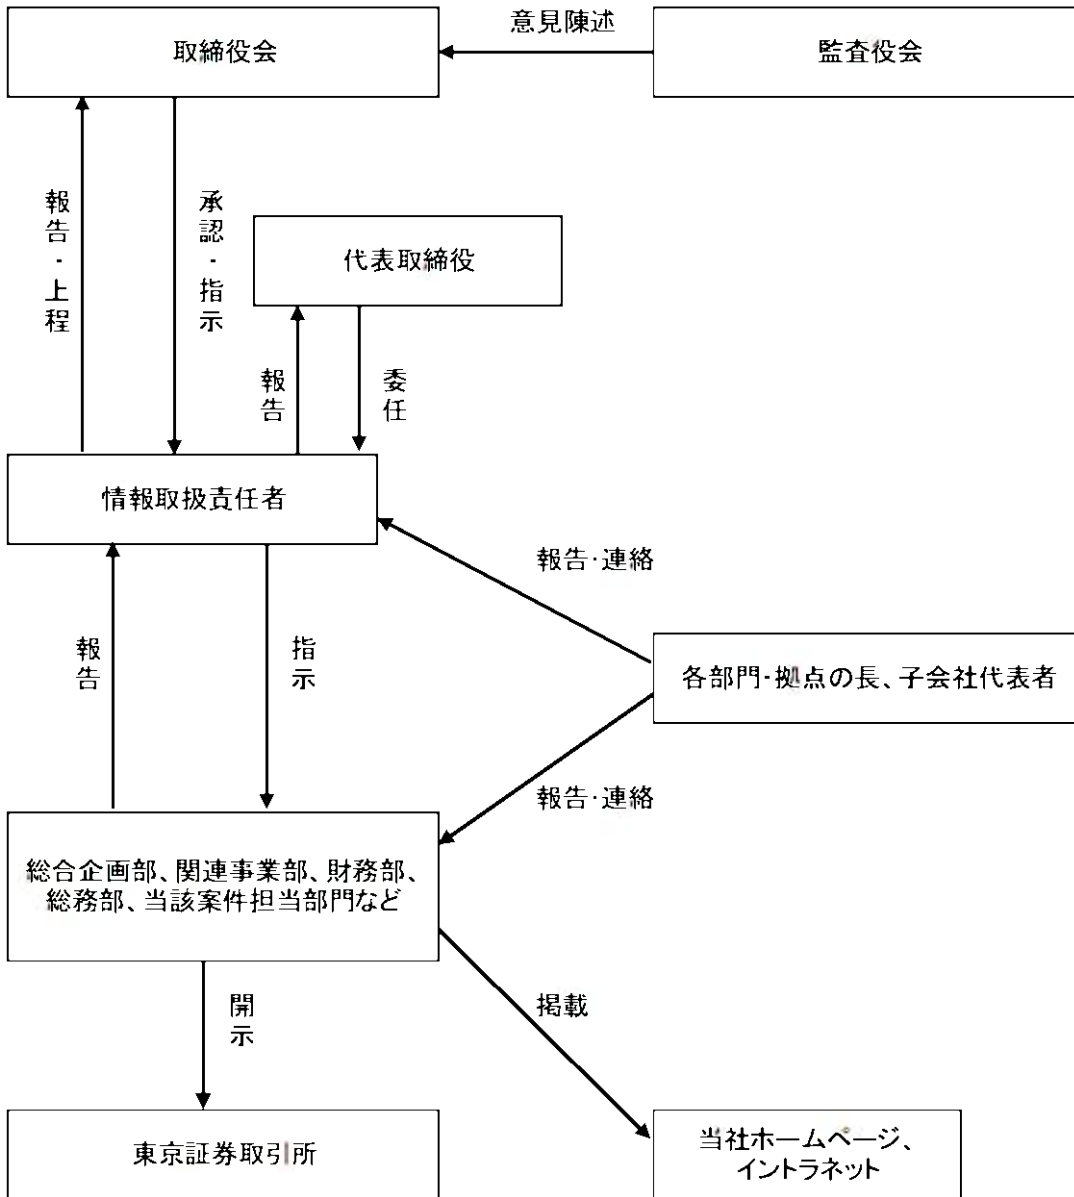 意見陳述
取締役会
監査役会
報告・上程
承認・指示
代表取締役
報告
委任
情報取扱責任者
報告・連絡
報告
指示
各部門・拠点の長、子会社代表者
報告・連絡
総合企画部、関連事業部、財務部、
総務部、当該案件担当部門など
開示
掲載
東京証券取引所
当社ホームページ、
イントラネット